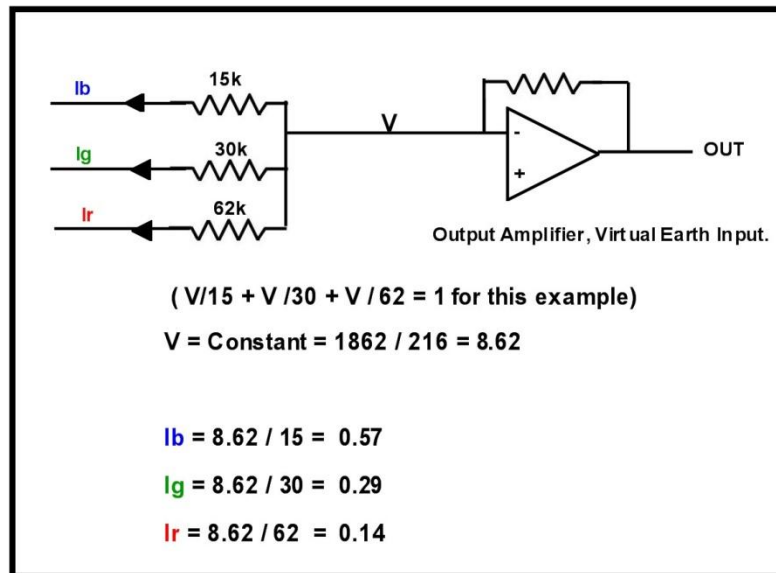 15k
Ib
30k
V
Ig
-
+
OUT
62k
Ir
Output Amplifier, Virtual Earth Input.
( V/15 + V /30 + V / 62 = 1 for this example)
V = Constant = 1862 / 216 = 8.62
Ib = 8.62 / 15 = 0.57
Ig = 8.62 / 30 = 0.29
Ir = 8.62 / 62 = 0.14